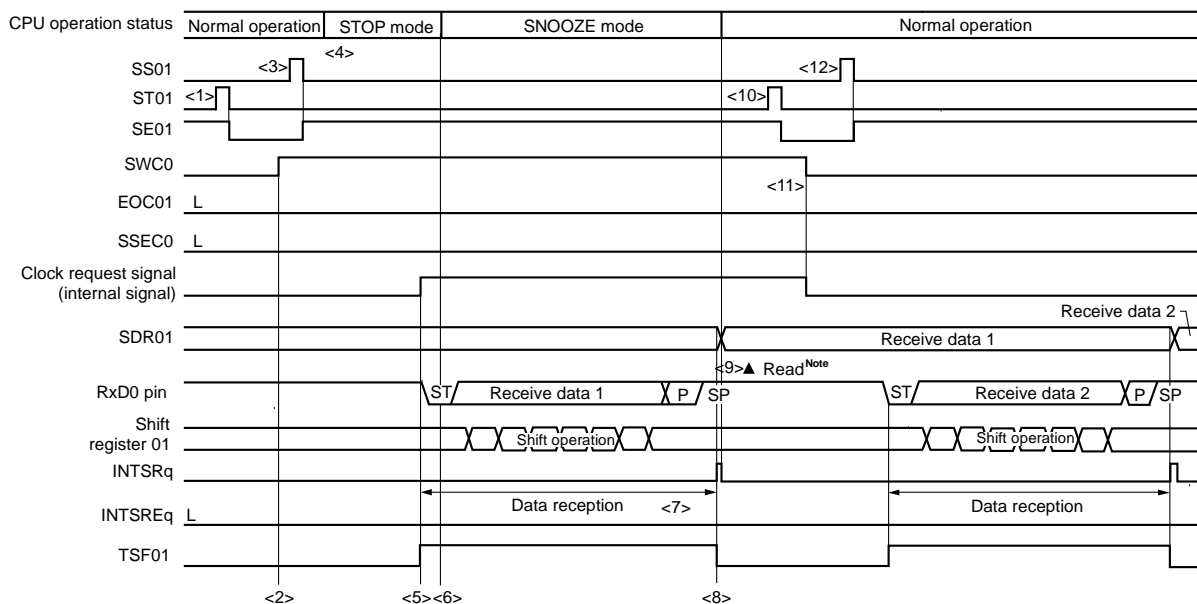 CPU operation status Normal operation STOP mode SNOOZE mode Normal operation
<4>
SS01 <3> <12>
ST01 <1> <10>
SE01
SWC0
<11>
EOC01 L
SSEC0 L
Clock request signal
(internal signal)
Receive data 2
SDR01 Receive data 1
<9>▲ Read Note
RxD0 pin ST Receive data 1 P SP ST Receive data 2 P SP
Shift
register 01 Shift operation Shift operation
INTSRq
Data reception <7> Data reception
INTSREq L
TSF01
<2> <5> <6> <8>